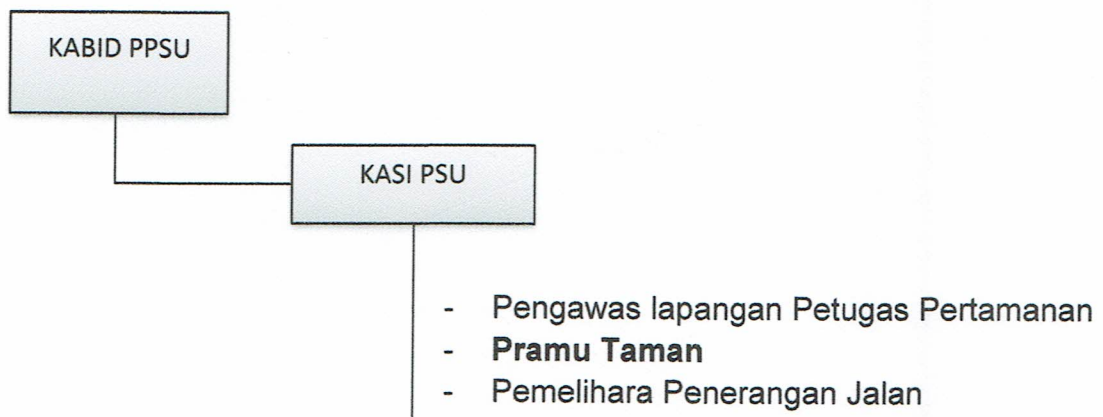 KABID PPSU
KASI PSU
- Pengawas lapangan Petugas Pertamanan
- Pramu Taman
- Pemelihara Penerangan Jalan